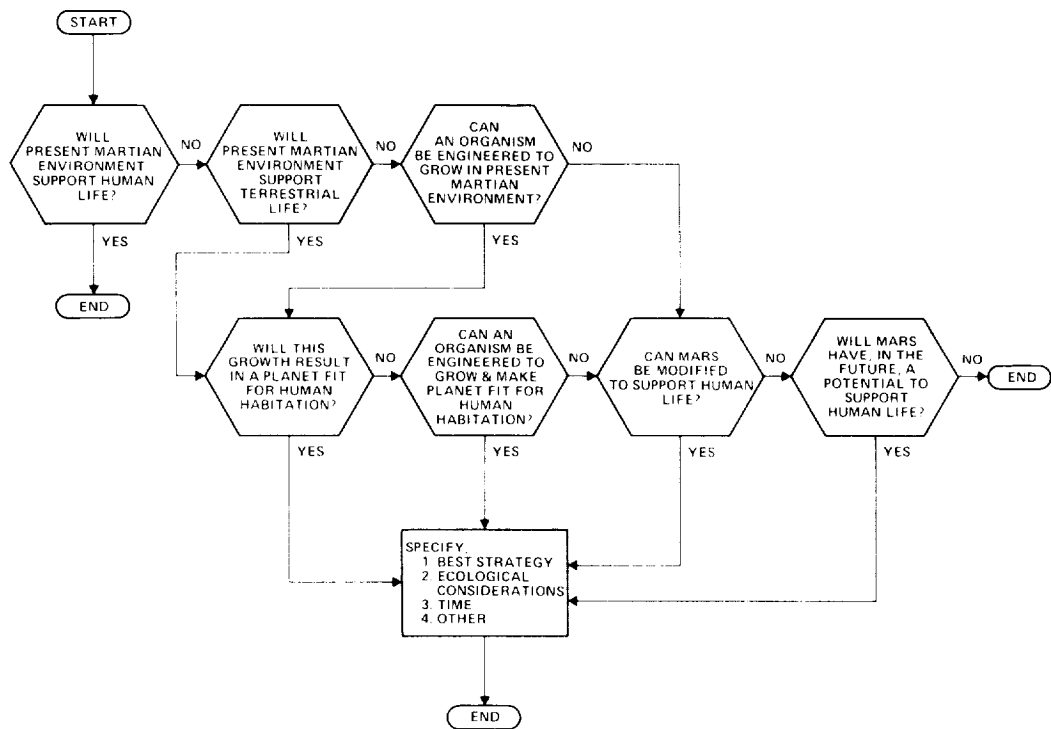 START
WILL
PRESENT MARTIAN
ENVIRONMENT
SUPPORT HUMAN
LIFE?
NO
WILL
PRESENT MARTIAN
ENVIRONMENT
SUPPORT
TERRESTRIAL
LIFE?
NO
CAN
AN ORGANISM
BE ENGINEERED TO
GROW IN PRESENT
MARTIAN
ENVIRONMENT?
NO
YES
YES
YES
END
WILL THIS
GROWTH RESULT
IN A PLANET FIT
FOR HUMAN
HABITATION?
NO
CAN AN
ORGANISM BE
ENGINEERED TO
GROW & MAKE
PLANET FIT FOR
HUMAN
HABITATION?
NO
CAN MARS
BE MODIFIED
TO SUPPORT HUMAN
LIFE?
NO
WILL MARS
HAVE, IN THE
FUTURE, A
POTENTIAL TO
SUPPORT
HUMAN LIFE?
NO
END
YES
YES
YES
YES
SPECIFY,
1 BEST STRATEGY
2. ECOLOGICAL
CONSIDERATIONS
3. TIME
4. OTHER
END